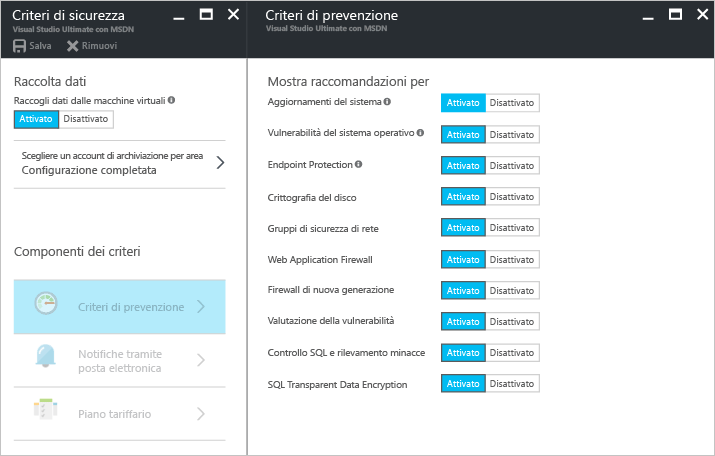 Criteri di sicurezza
Visual Studio Ultimate con MSDN
Salva Rimuovi
Raccolta dati
Raccogli dati dalle macchine virtuali
Attivato Disattivato
Scegliere un account di archiviazione per area
Configurazione completata
Componenti dei criteri
Criteri di prevenzione
Notifiche tramite
posta elettronica
Piano tariffario
Criteri di prevenzione
Visual Studio Ultimate con MSDN
Mostra raccomandazioni per
Aggiornamenti del sistema Attivato Disattivato
Vulnerabilità del sistema operativo Attivato Disattivato
Endpoint Protection Attivato Disattivato
Crittografia del disco Attivato Disattivato
Gruppi di sicurezza di rete Attivato Disattivato
Web Application Firewall Attivato Disattivato
Firewall di nuova generazione Attivato Disattivato
Valutazione della vulnerabilità Attivato Disattivato
Controllo SQL e rilevamento minacce Attivato Disattivato
SQL Transparent Data Encryption Attivato Disattivato